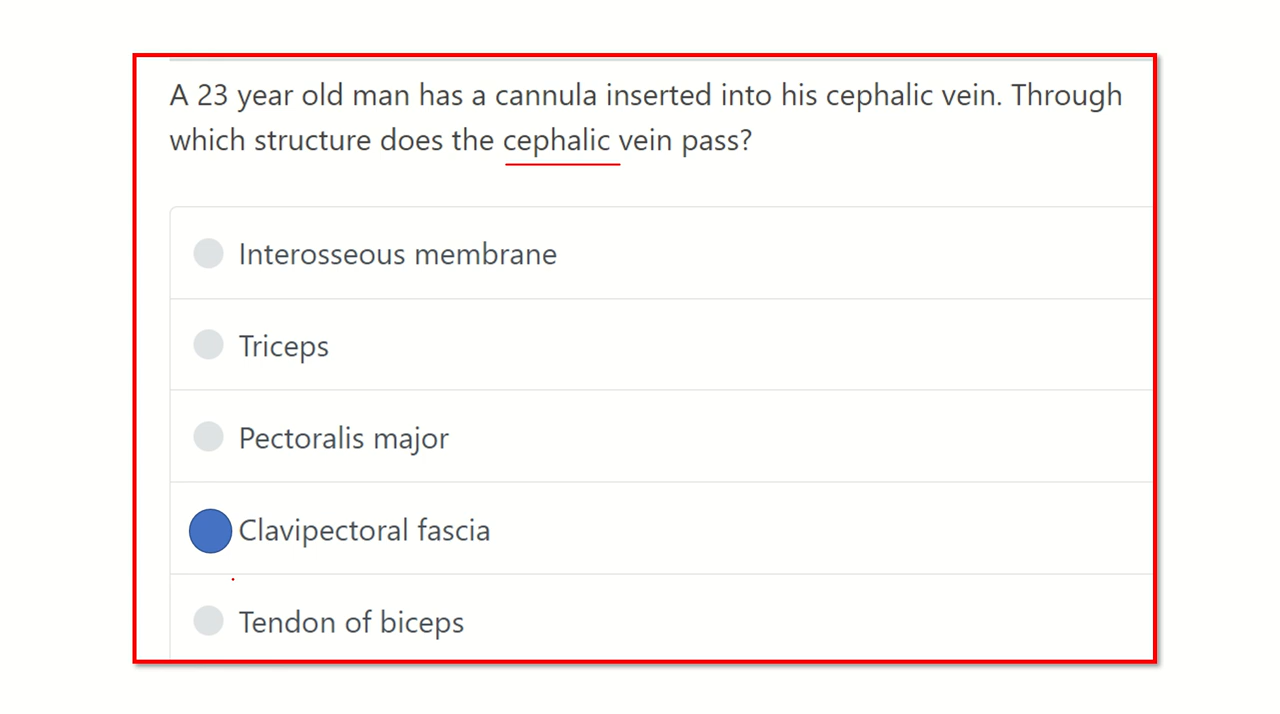 A 23 year old man has a cannula inserted into his cephalic vein. Through
which structure does the cephalic vein pass?
Interosseous membrane
Triceps
Pectoralis major
Clavipectoral fascia
Tendon of biceps